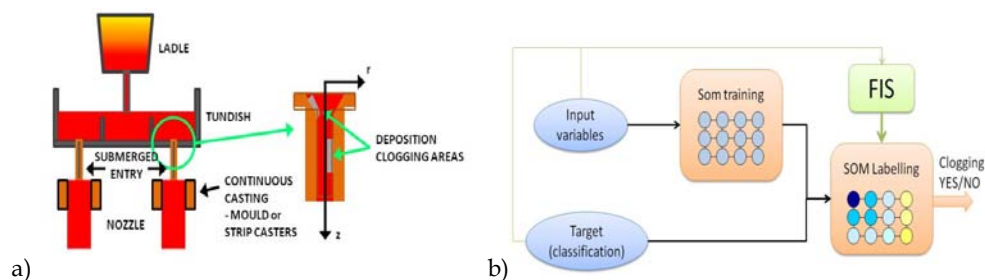 LADLE
r
TUNDISH
DEPOSITION
CLOGGING AREAS
SUBMERGED
ENTRY
CONTINUOUS
CASTING
- MOULD or
STRIP CASTERS
NOZZLE
z
a)
Input
variables
Som training
FIS
SOM Labelling
Clogging
YES/NO
Target
(classification)
b)